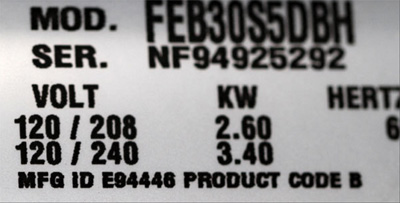 MOD. FEB30S5DBH
SER. NF94925292
VOLT KW HERTZ
120 / 208 2.60 6
120 / 240 3.40
MFG ID E94446 PRODUCT CODE B